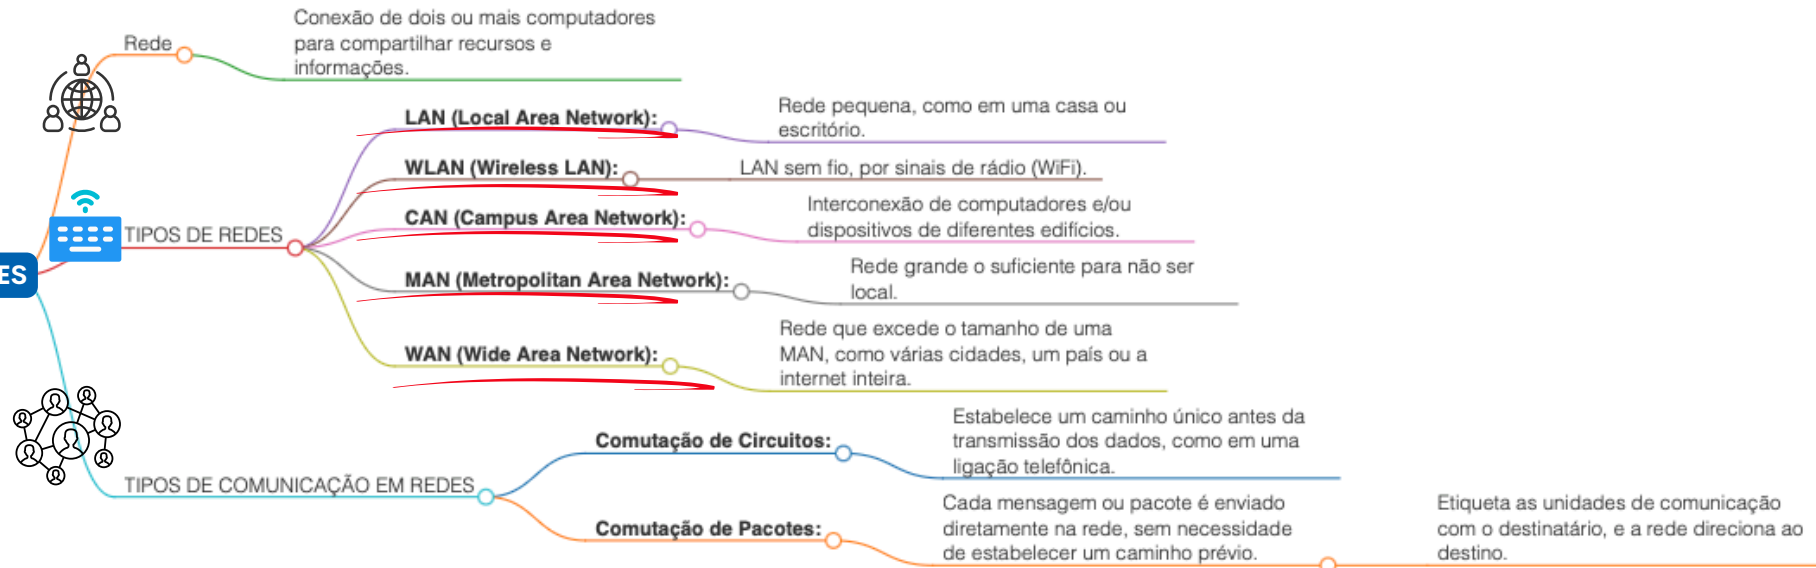 Rede
Conexão de dois ou mais computadores
para compartilhar recursos e
informações.
ES
TIPOS DE REDES
LAN (Local Area Network):
Rede pequena, como em uma casa ou
escritório.
WLAN (Wireless LAN):
LAN sem fio, por sinais de rádio (WiFi).
CAN (Campus Area Network):
Interconexão de computadores e/ou
dispositivos de diferentes edifícios.
MAN (Metropolitan Area Network):
Rede grande o suficiente para não ser
local.
WAN (Wide Area Network):
Rede que excede o tamanho de uma
MAN, como várias cidades, um país ou a
internet inteira.
TIPOS DE COMUNICAÇÃO EM REDES
Comutação de Circuitos:
Estabelece um caminho único antes da
transmissão dos dados, como em uma
ligação telefônica.
Comutação de Pacotes:
Cada mensagem ou pacote é enviado
diretamente na rede, sem necessidade
de estabelecer um caminho prévio.
Etiqueta as unidades de comunicação
com o destinatário, e a rede direciona ao
destino.